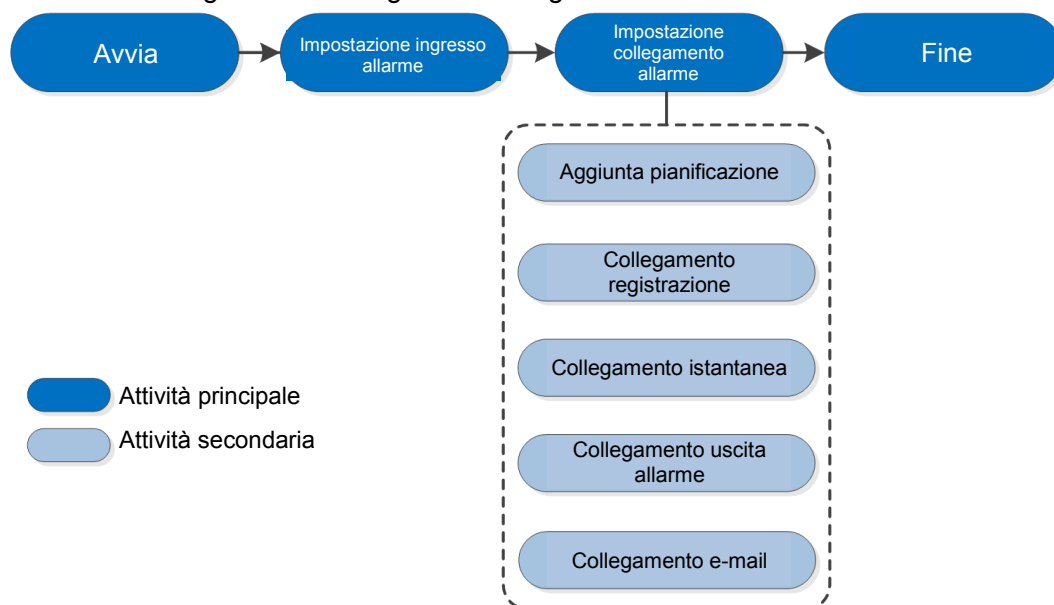 Avvia
Impostazione ingresso
allarme
Impostazione
collegamento
allarme
Fine
Aggiunta pianificazione
Collegamento
registrazione
Collegamento istantanea
Collegamento uscita
allarme
Collegamento e-mail
Attività principale
Attività secondaria